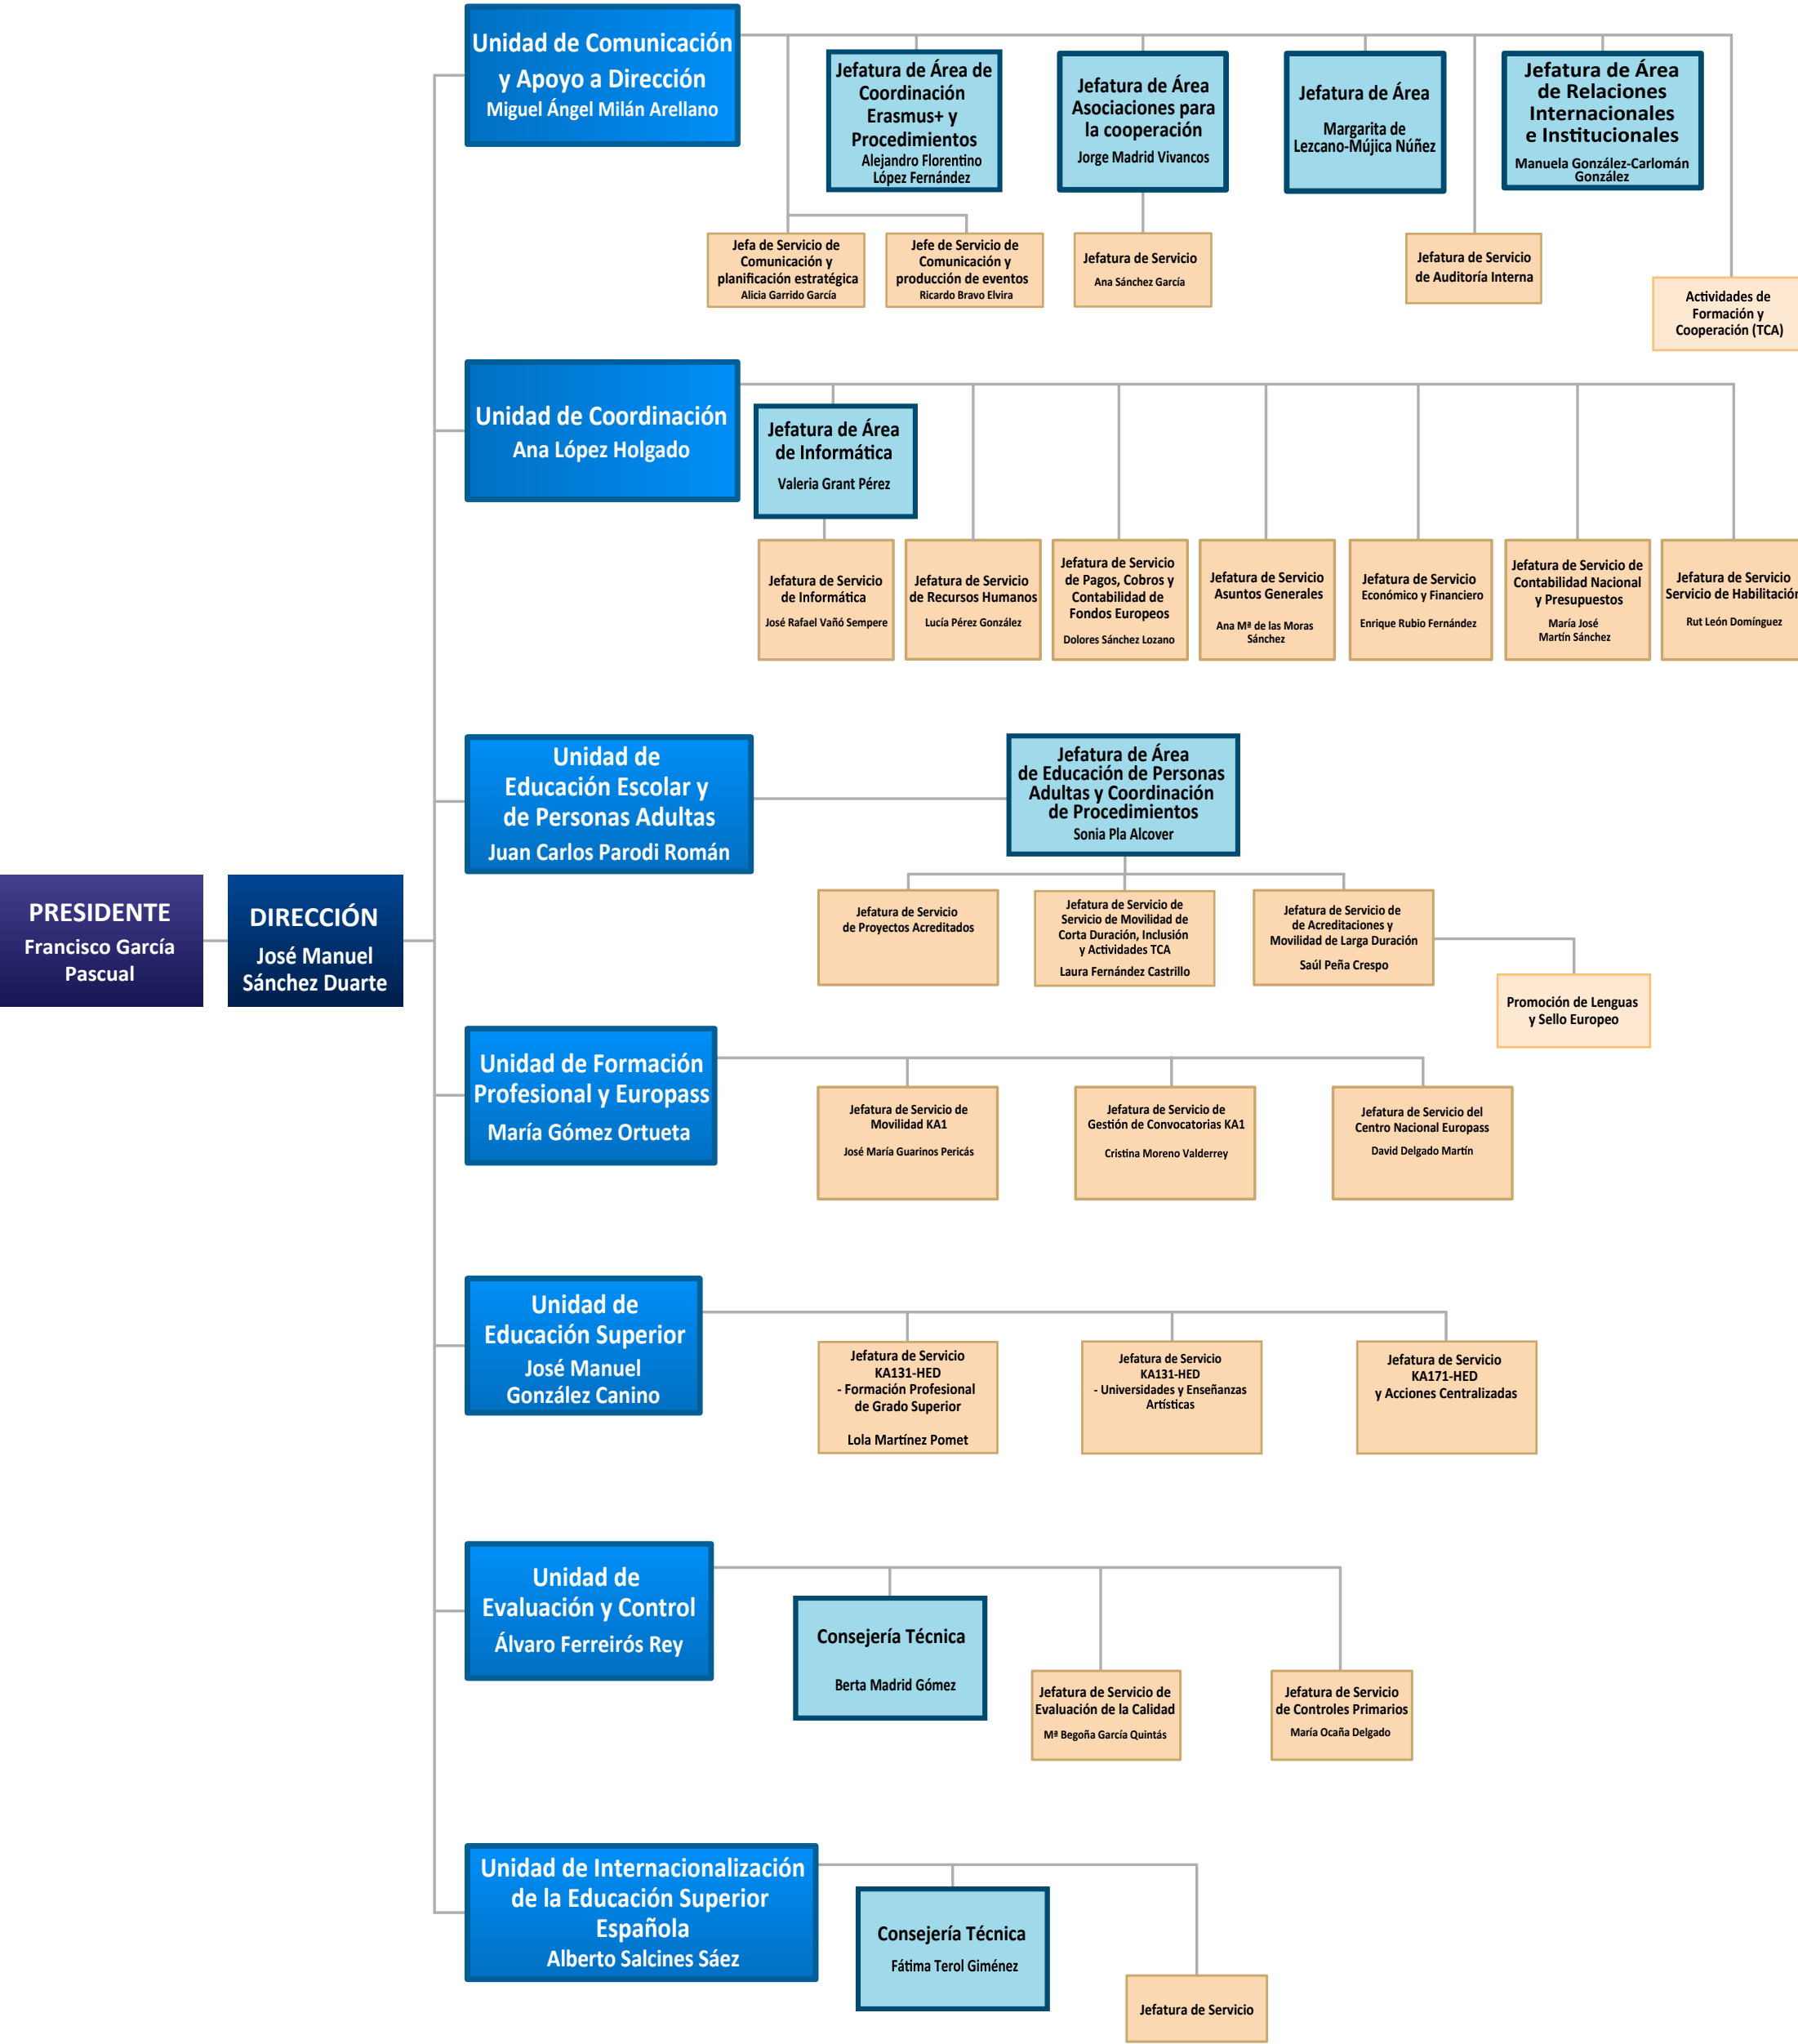 Unidad de Comunicación
y Apoyo a Dirección
Miguel Ángel Milán Arellano
Jefatura de Área de
Coordinación
Erasmus+ y
Procedimientos
Alejandro Florentino
López Fernández
Jefatura de Área
Asociaciones para
la cooperación
Jorge Madrid Vivancos
Jefatura de Área
Margarita de
Lezcano-Mújica Núñez
Jefatura de Área
de Relaciones
Internacionales
e Institucionales
Manuela González-Carlomán
González
Jefa de Servicio de
Comunicación y
planificación estratégica
Alicia Garrido García
Jefe de Servicio de
Comunicación y
producción de eventos
Ricardo Bravo Elvira
Jefatura de Servicio
Ana Sánchez García
Jefatura de Servicio
de Auditoría Interna
Actividades de
Formación y
Cooperación (TCA)
Unidad de Coordinación
Ana López Holgado
Jefatura de Área
de Informática
Valeria Grant Pérez
Jefatura de Servicio
de Informática
José Rafael Vañó Sempere
Jefatura de Servicio
de Recursos Humanos
Lucía Pérez González
Jefatura de Servicio
de Pagos, Cobros y
Contabilidad de
Fondos Europeos
Dolores Sánchez Lozano
Jefatura de Servicio
Asuntos Generales
Ana Mª de las Moras
Sánchez
Jefatura de Servicio
Económico y Financiero
Enrique Rubio Fernández
Jefatura de Servicio de
Contabilidad Nacional
y Presupuestos
María José
Martín Sánchez
Jefatura de Servicio
Servicio de Habilitación
Rut León Domínguez
Unidad de
Educación Escolar y
de Personas Adultas
Juan Carlos Parodi Román
Jefatura de Área
de Educación de Personas
Adultas y Coordinación
de Procedimientos
Sonia Pla Alcover
Jefatura de Servicio
de Proyectos Acreditados
Jefatura de Servicio de
Servicio de Movilidad de
Corta Duración, Inclusión
y Actividades TCA
Laura Fernández Castrillo
Jefatura de Servicio de
de Acreditaciones y
Movilidad de Larga Duración
Saúl Peña Crespo
Promoción de Lenguas
y Sello Europeo
PRESIDENTE
Francisco García
Pascual
DIRECCIÓN
José Manuel
Sánchez Duarte
Unidad de Formación
Profesional y Europass
María Gómez Ortueta
Jefatura de Servicio de
Movilidad KA1
José María Guarinos Pericás
Jefatura de Servicio de
Gestión de Convocatorias KA1
Cristina Moreno Valderrey
Jefatura de Servicio del
Centro Nacional Europass
David Delgado Martín
Unidad de
Educación Superior
José Manuel
González Canino
Jefatura de Servicio
KA131-HED
- Formación Profesional
de Grado Superior
Lola Martínez Pomet
Jefatura de Servicio
KA131-HED
- Universidades y Enseñanzas
Artísticas
Jefatura de Servicio
KA171-HED
y Acciones Centralizadas
Unidad de
Evaluación y Control
Álvaro Ferreirós Rey
Consejería Técnica
Berta Madrid Gómez
Jefatura de Servicio de
Evaluación de la Calidad
Mª Begoña García Quintás
Jefatura de Servicio
de Controles Primarios
María Ocaña Delgado
Unidad de Internacionalización
de la Educación Superior
Española
Alberto Salcines Sáez
Consejería Técnica
Fátima Terol Giménez
Jefatura de Servicio